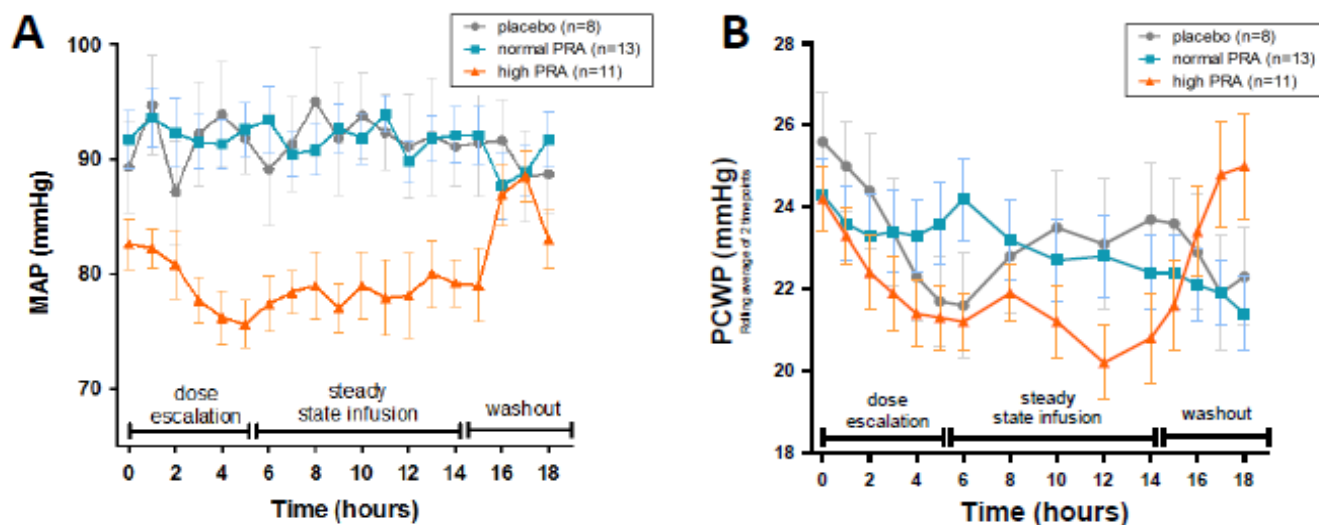 A
placebo (n=8)
normal PRA (n=13)
high PRA (n=11)
100
90
80
70
MAP (mmHg)
dose
escalation
steady
state infusion
washout
0 2 4 6 8 10 12 14 16 18
Time (hours)
B
placebo (n=8)
normal PRA (n=13)
high PRA (n=11)
28
26
24
22
20
18
PCWP (mmHg)
Rolling average of 2 timepoints
dose
escalation
steady
state infusion
washout
0 2 4 6 8 10 12 14 16 18
Time (hours)